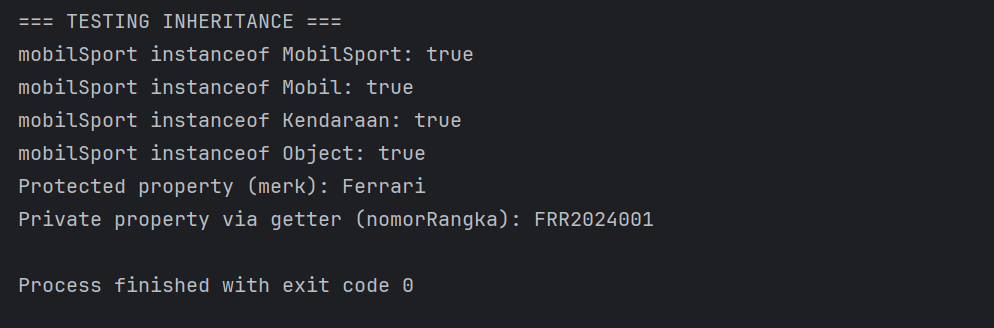 === TESTING INHERITANCE ===
mobilSport instanceof MobilSport: true
mobilSport instanceof Mobil: true
mobilSport instanceof Kendaraan: true
mobilSport instanceof Object: true
Protected property (merk): Ferrari
Private property via getter (nomorRangka): FRR2024001
Process finished with exit code 0